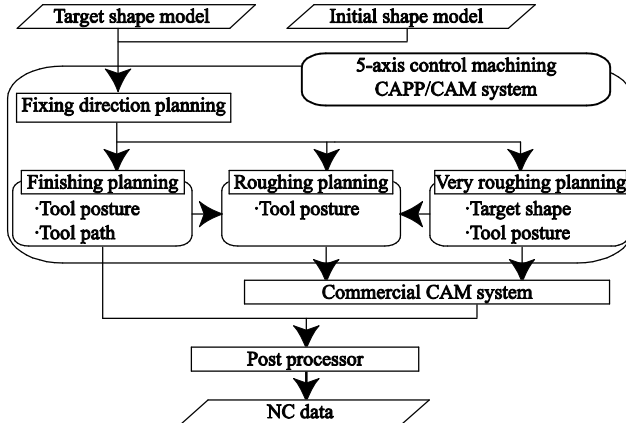 Target shape model
Initial shape model
5-axis control machining
CAPP/CAM system
Fixing direction planning
Finishing planning
·Tool posture
·Tool path
Roughing planning
·Tool posture
Very roughing planning
·Target shape
·Tool posture
Commercial CAM system
Post processor
NC data